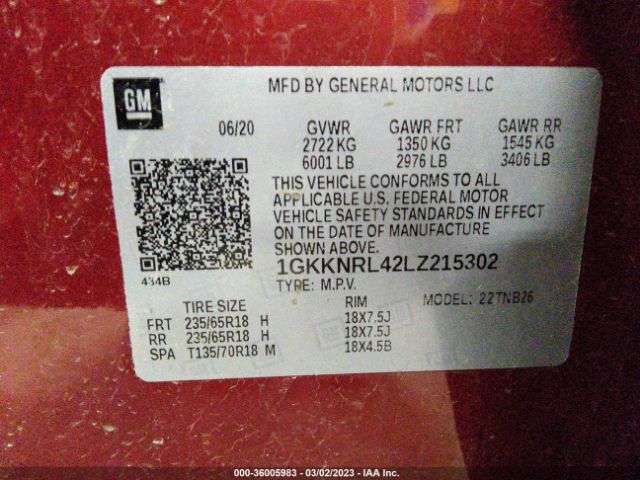 GM
MFD BY GENERAL MOTORS LLC
06/20 GVWR GAWR FRT GAWR RR
2722 KG 1350 KG 1545 KG
6001 LB 2976 LB 3406 LB
THIS VEHICLE CONFORMS TO ALL
APPLICABLE U.S. FEDERAL MOTOR
VEHICLE SAFETY STANDARDS IN EFFECT
ON THE DATE OF MANUFACTURE
SHOWN ABOVE.
1GKKNRL42LZ215302
434B TYPE: M.P.V.
TIRE SIZE RIM MODEL: 22TNB26
FRT 235/65R18 H 18X7.5J
RR 235/65R18 H 18X7.5J
SPA T135/70R18 M 18X4.5B
000-36005983 - 03/02/2023 - IAA Inc.